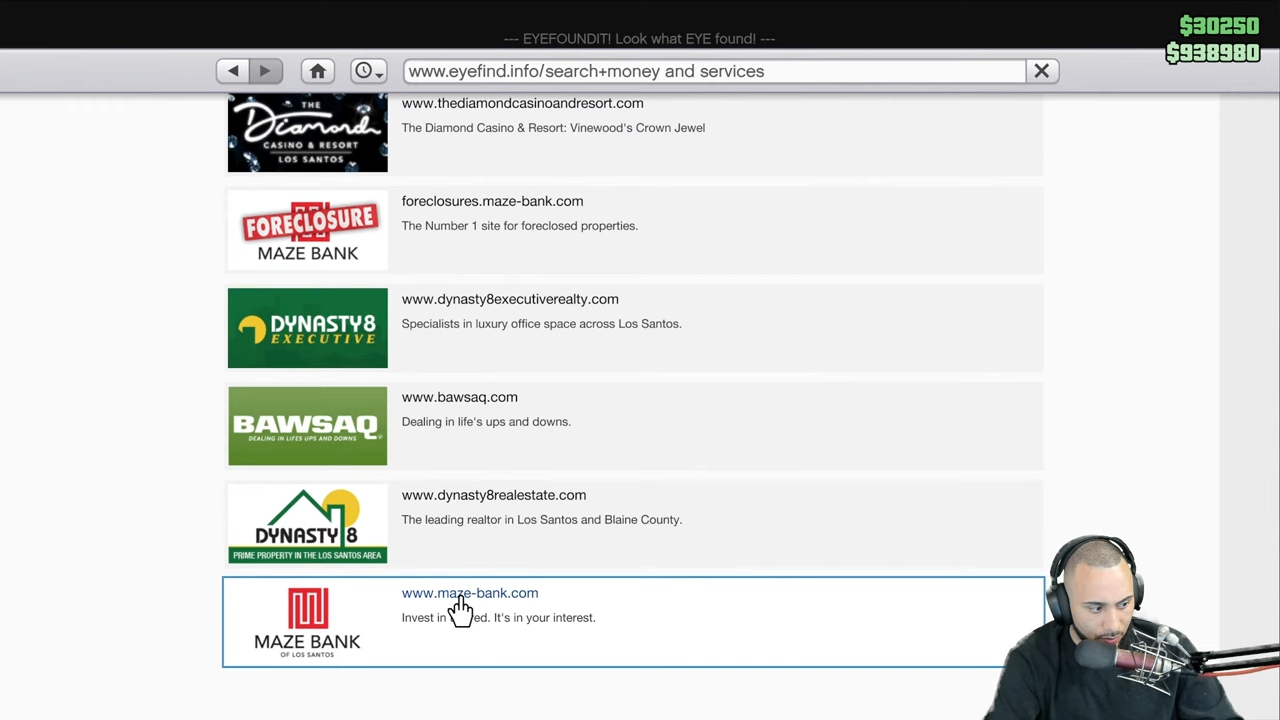 --- EYEFOUNDIT! Look what EYE found! ---
$30250
$938980
www.eyefind.info/search+money and services
THE
Diamond
CASINO & RESORT
LOS SANTOS
www.thediamondcasinoandresort.com
The Diamond Casino & Resort: Vinewood's Crown Jewel
FORECLOSURE
MAZE BANK
foreclosures.maze-bank.com
The Number 1 site for foreclosed properties.
DYNASTY8
EXECUTIVE
www.dynasty8executiverealty.com
Specialists in luxury office space across Los Santos.
BAWSAQ
DEALING IN LIFES UPS AND DOWNS
www.bawsaq.com
Dealing in life's ups and downs.
DYNASTY 8
PRIME PROPERTY IN THE LOS SANTOS AREA
www.dynasty8realestate.com
The leading realtor in Los Santos and Blaine County.
MAZE BANK
OF LOS SANTOS
www.maze-bank.com
Invest in It's in your interest.